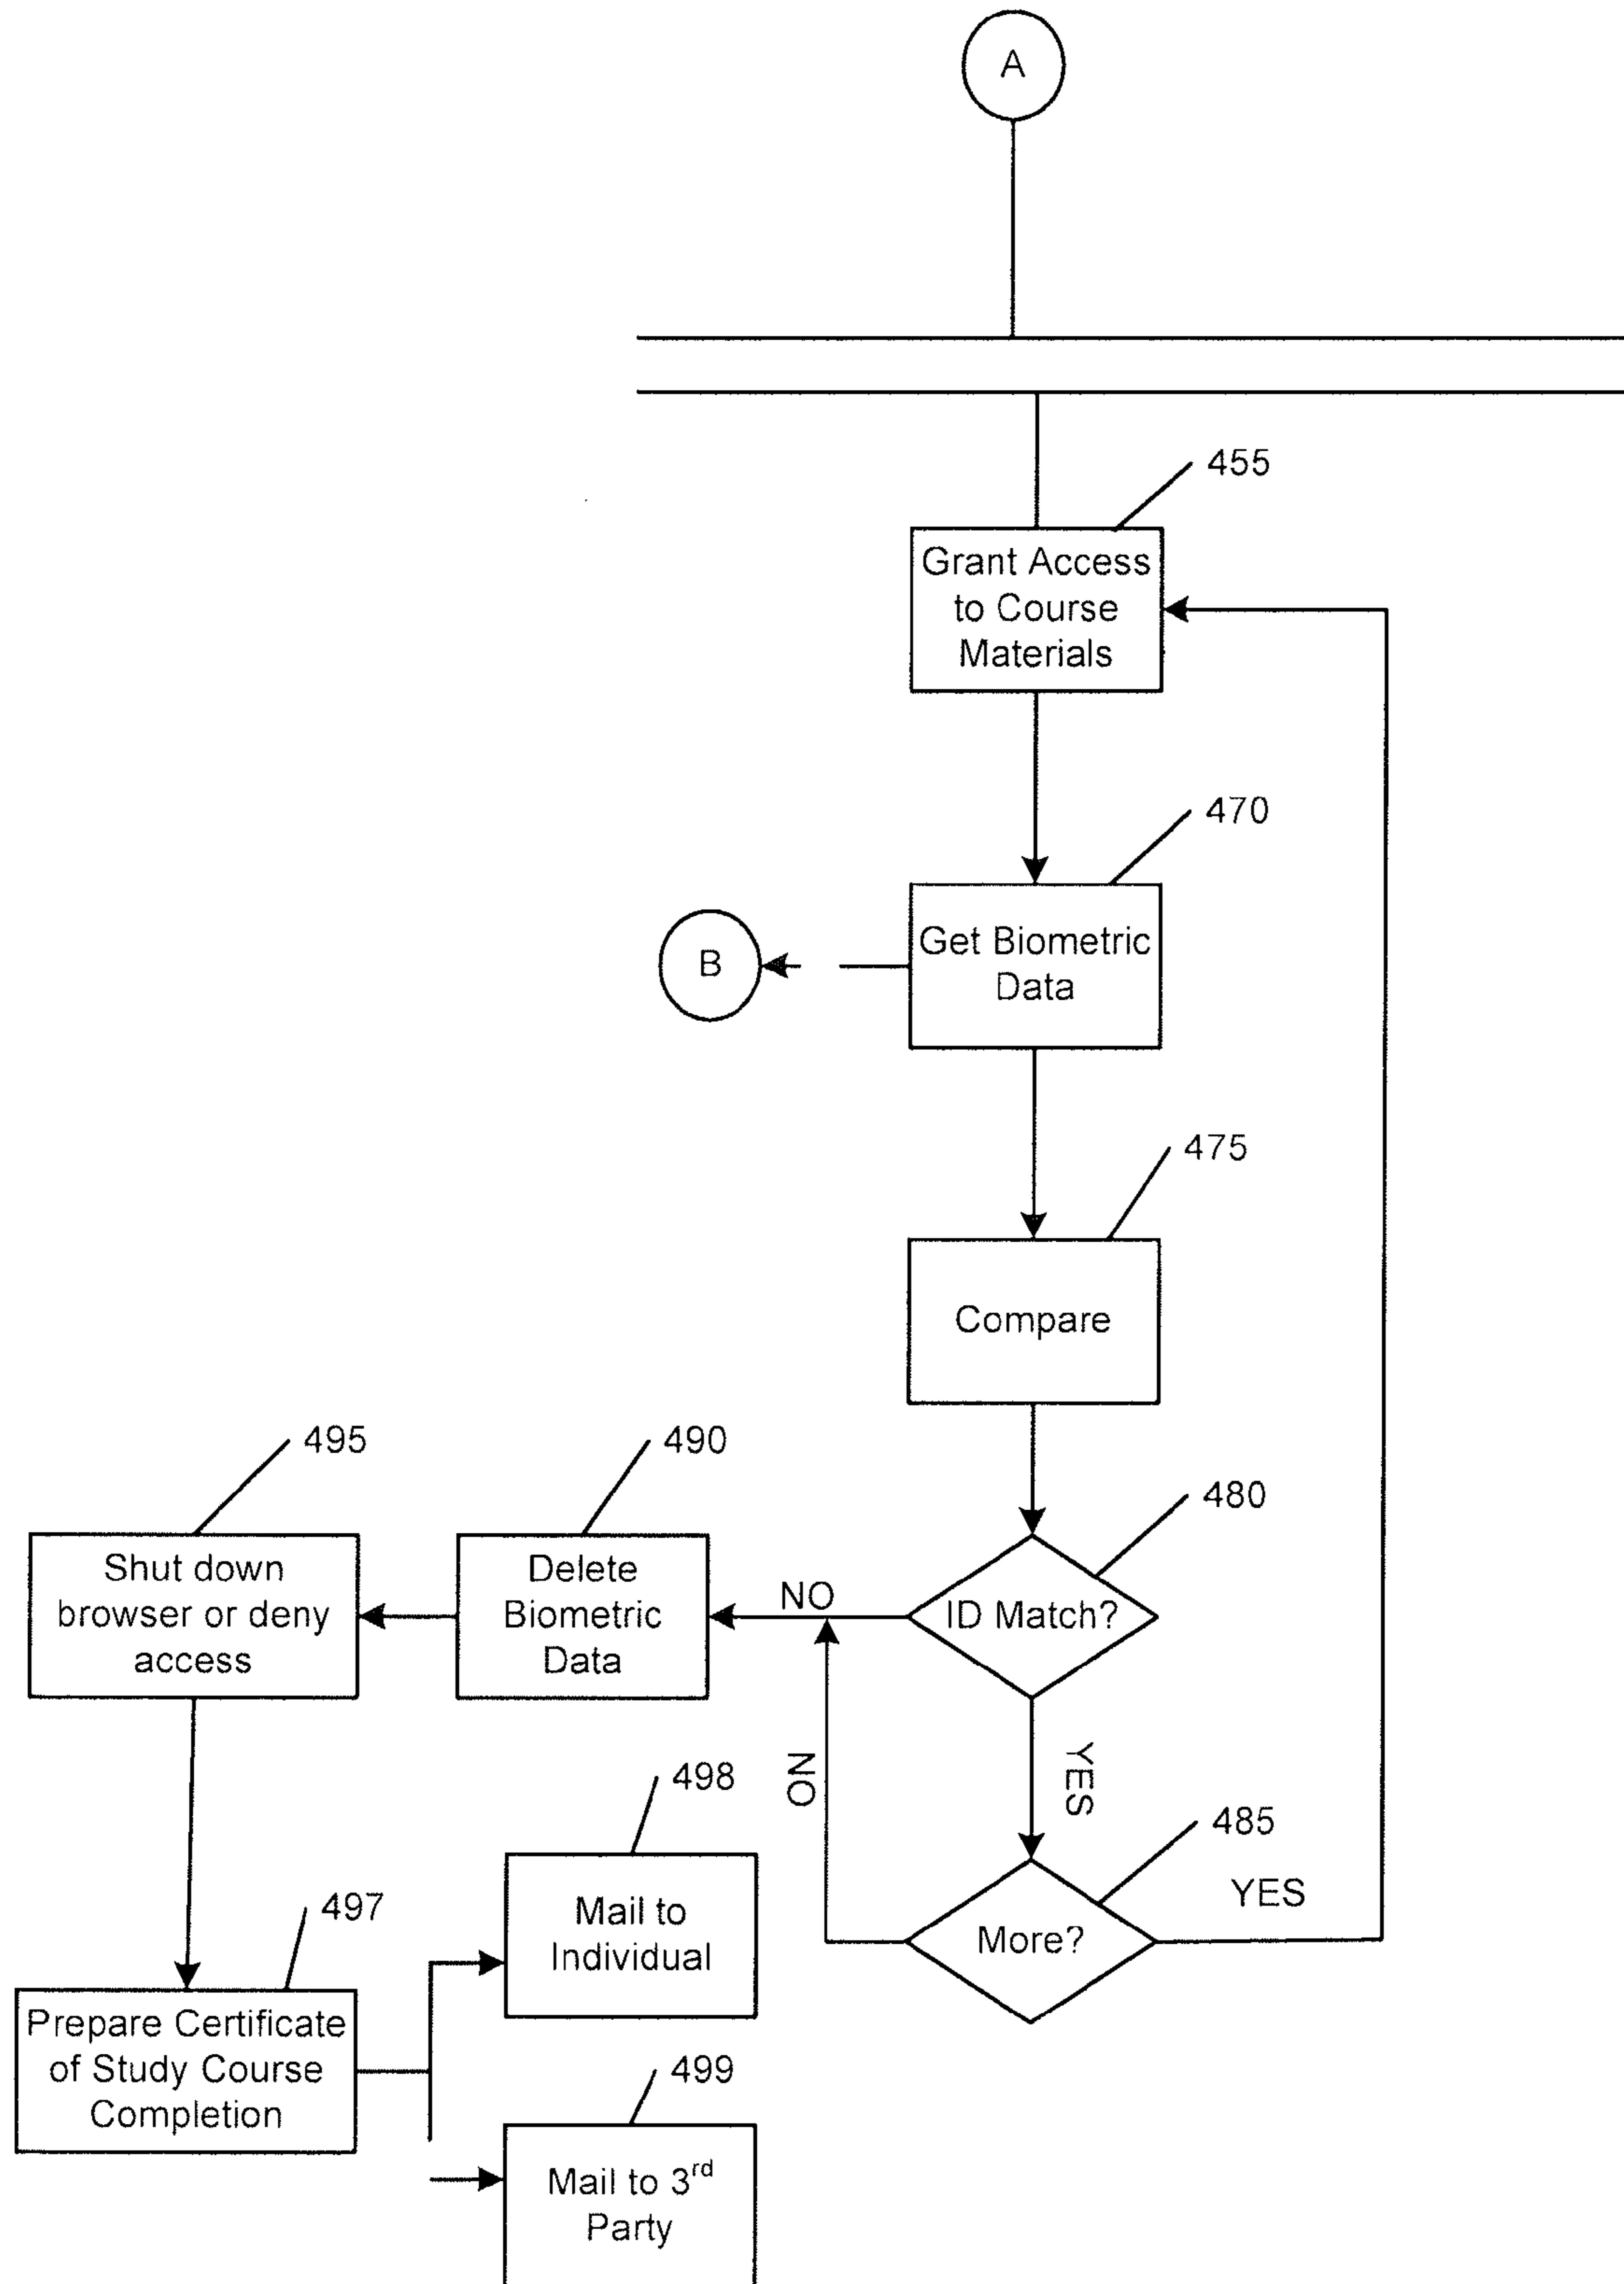 A
455
Grant Access
to Course
Materials
470
Get Biometric
Data
B
475
Compare
495
490
480
Shut down
browser or deny
access
Delete
Biometric
Data
NO
ID Match?
YES
NO
498
485
YES
Mail to
Individual
More?
497
Prepare Certificate
of Study Course
Completion
499
Mail to 3rd
Party